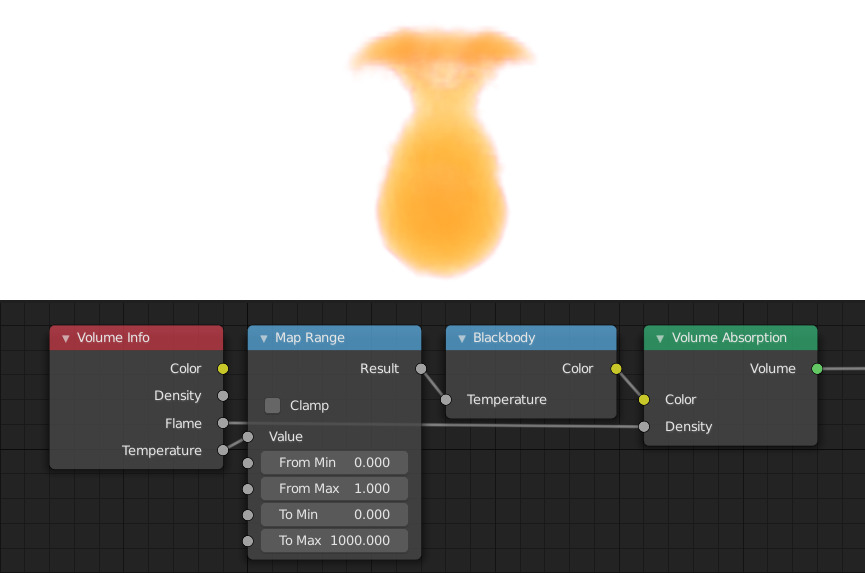 Volume Info
Color
Density
Flame
Temperature
Map Range
Result
Clamp
Value
From Min 0.000
From Max 1.000
To Min 0.000
To Max 1000.000
Blackbody
Color
Temperature
Volume Absorption
Volume
Color
Density